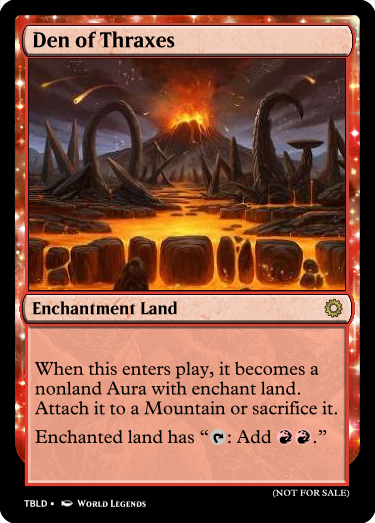 Den of Thraxes
Enchantment Land
When this enters play, it becomes a
nonland Aura with enchant land.
Attach it to a Mountain or sacrifice it.
Enchanted land has “: Add .”
(NOT FOR SALE)
TBLD • World Legends